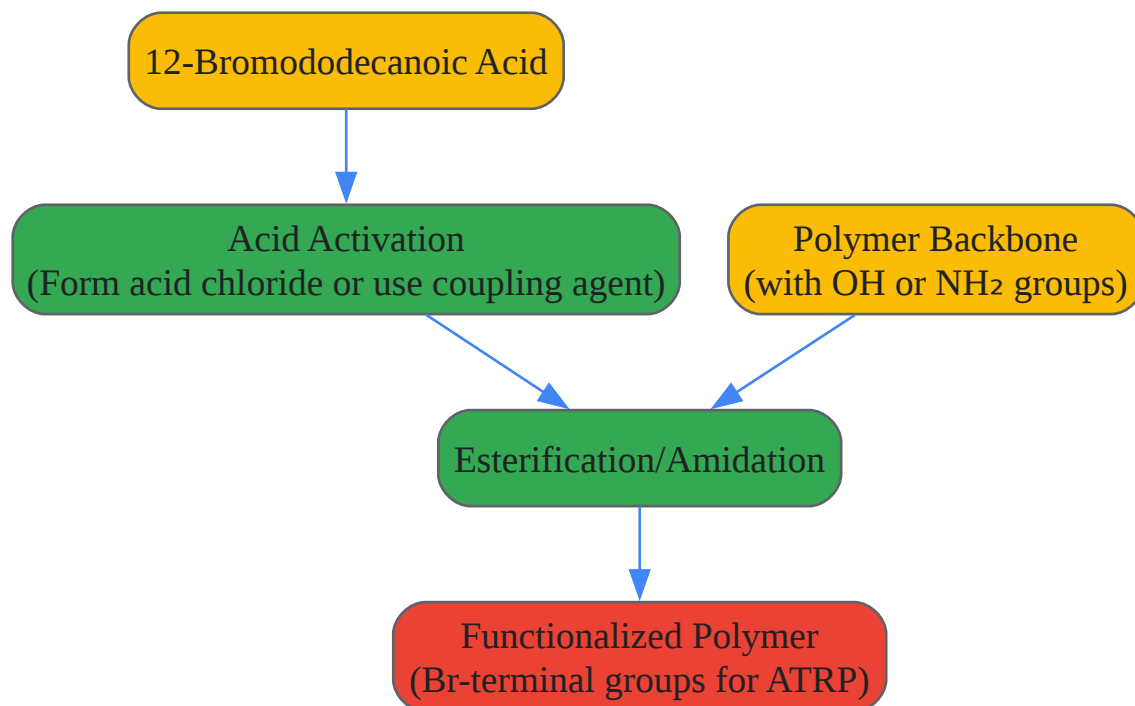 12-Bromododecanoic Acid
Acid Activation
(Form acid chloride or use coupling agent)
Polymer Backbone
(with OH or NH₂ groups)
Esterification/Amidation
Functionalized Polymer
(Br-terminal groups for ATRP)